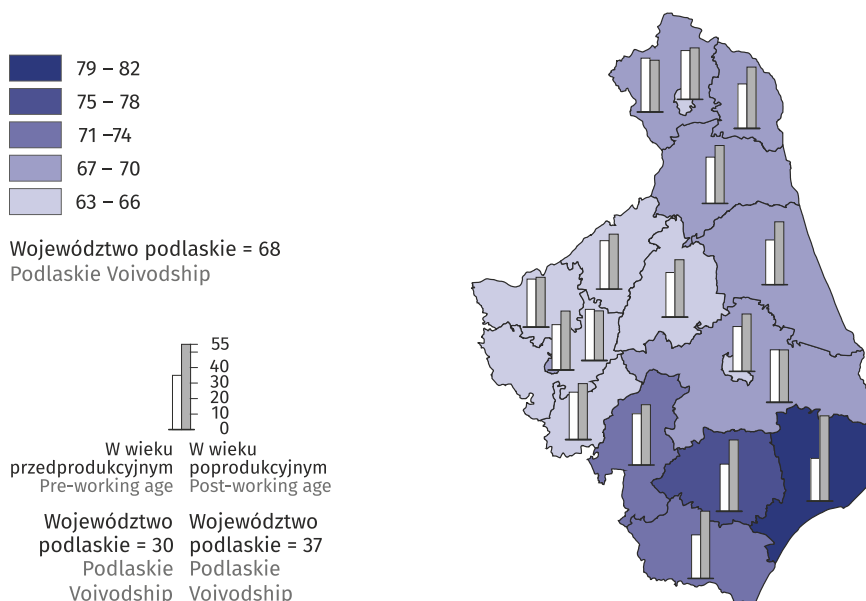 79 – 82
75 – 78
71 –74
67 – 70
63 – 66
Województwo podlaskie = 68
Podlaskie Voivodship
55
40
30
20
10
0
W wieku
przedprodukcyjnym
Pre-working age
W wieku
poprodukcyjnym
Post-working age
Województwo
podlaskie = 30
Podlaskie
Voivodship
Województwo
podlaskie = 37
Podlaskie
Voivodship